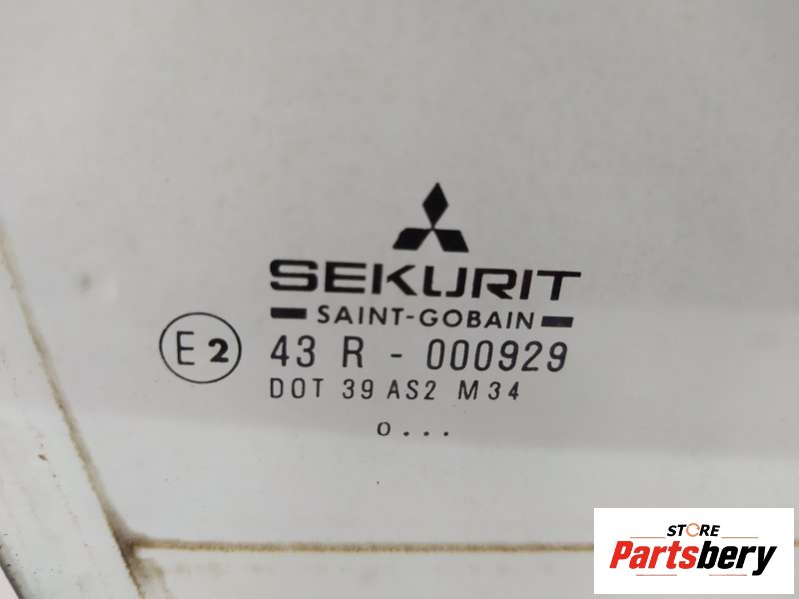 SEKURIT
SAINT-GOBAIN
E2 43 R - 000929
DOT 39 AS2 M34
o...
STORE
Partsbery